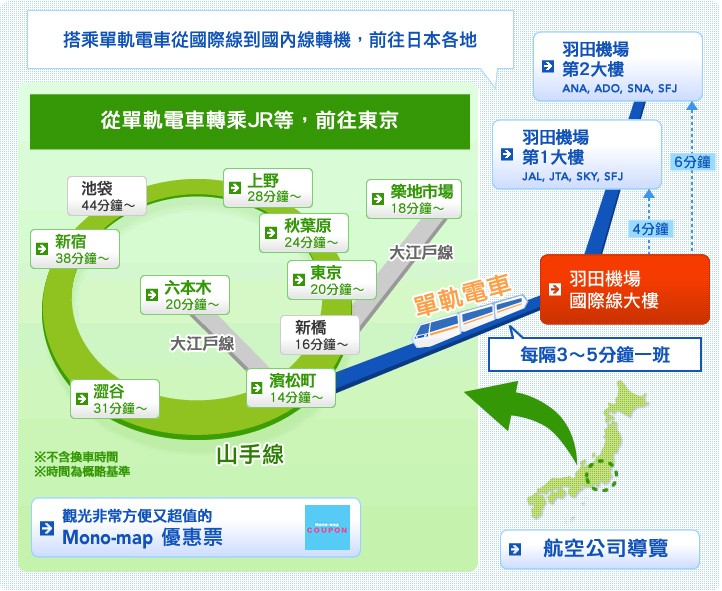 搭乘單軌電車從國際線到國內線轉機，前往日本各地
羽田機場
第2大樓
ANA, ADO, SNA, SFJ
羽田機場
第1大樓
JAL, JTA, SKY, SFJ
6分鐘
4分鐘
羽田機場
國際線大樓
從單軌電車轉乘JR等，前往東京
池袋
44分鐘～
上野
28分鐘～
築地市場
18分鐘～
秋葉原
24分鐘～
新宿
38分鐘～
大江戶線
東京
20分鐘～
六本木
20分鐘～
單軌電車
新橋
16分鐘～
大江戶線
每隔3～5分鐘一班
濱松町
14分鐘～
澀谷
31分鐘～
山手線
※不含換車時間
※時間為概略基準
觀光非常方便又超值的
Mono-map 優惠票
Mono-map
COUPON
航空公司導覽